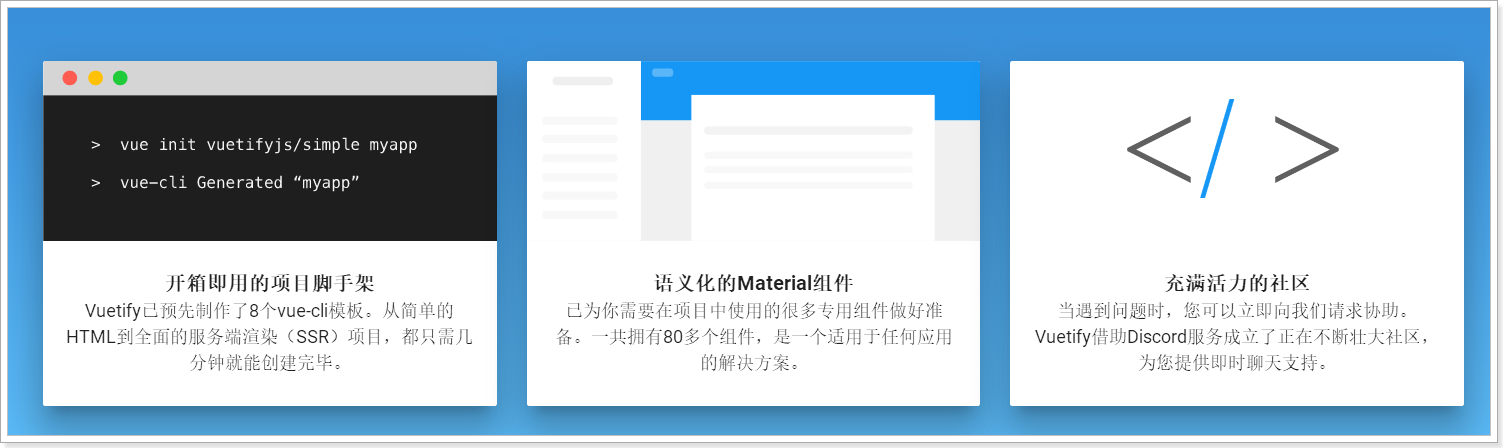 > vue init vuetifyjs/simple myapp
> vue-cli Generated “myapp”
开箱即用的项目脚手架
Vuetify已预先制作了8个vue-cli模板。从简单的
HTML到全面的服务端渲染（SSR）项目，都只需几
分钟就能创建完毕。
语义化的Material组件
已为你需要在项目中使用的很多专用组件做好准
备。一共拥有80多个组件，是一个适用于任何应用
的解决方案。
</>
充满活力的社区
当遇到问题时，您可以立即向我们请求协助。
Vuetify借助Discord服务成立了正在不断壮大社区，
为您提供即时聊天支持。